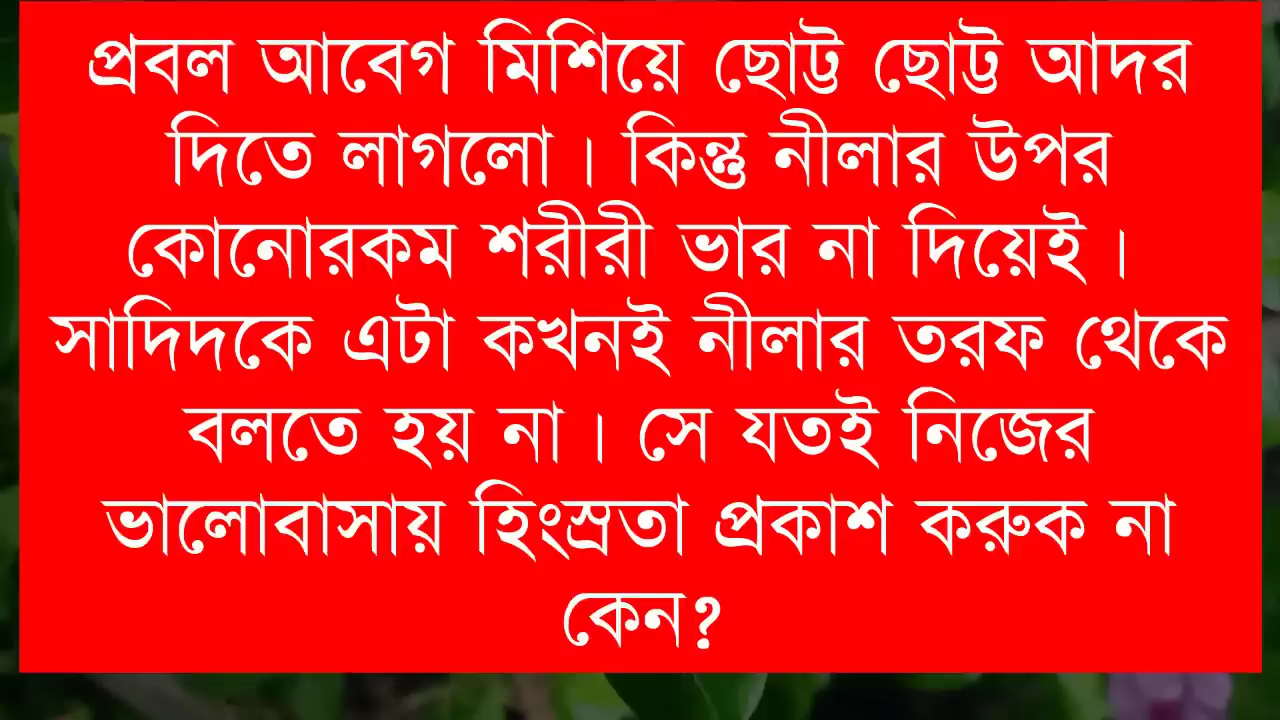 প্রবল আবেগ মিশিয়ে ছোট্ট ছোট্ট আদর
দিতে লাগলো। কিন্তু নীলার উপর
কোনোরকম শরীরী ভার না দিয়েই।
সাদিদকে এটা কখনই নীলার তরফ থেকে
বলতে হয় না। সে যতই নিজের
ভালোবাসায় হিংস্রতা প্রকাশ করুক না
কেন?